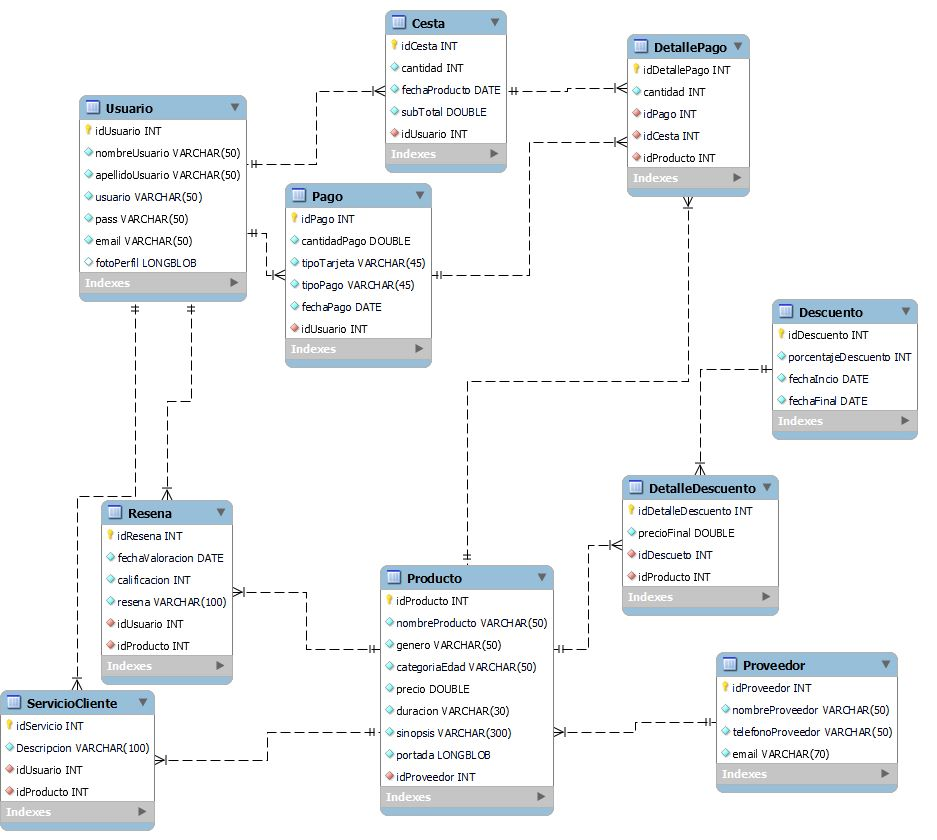 Cesta
idCesta INT
cantidad INT
fechaProducto DATE
subTotal DOUBLE
idUsuario INT
Indexes
DetallePago
idDetallePago INT
cantidad INT
idPago INT
idCesta INT
idProducto INT
Indexes
Usuario
idUsuario INT
nombreUsuario VARCHAR(50)
apellidoUsuario VARCHAR(50)
usuario VARCHAR(50)
pass VARCHAR(50)
email VARCHAR(50)
fotoPerfil LONGBLOB
Indexes
Pago
idPago INT
cantidadPago DOUBLE
tipoTarjeta VARCHAR(45)
tipoPago VARCHAR(45)
fechaPago DATE
idUsuario INT
Indexes
Descuento
idDescuento INT
porcentajeDescuento INT
fechaIncio DATE
fechaFinal DATE
Indexes
DetalleDescuento
idDetalleDescuento INT
precioFinal DOUBLE
idDescueto INT
idProducto INT
Indexes
Resena
idResena INT
fechaValoracion DATE
calificacion INT
resena VARCHAR(100)
idUsuario INT
idProducto INT
Indexes
Producto
idProducto INT
nombreProducto VARCHAR(50)
genero VARCHAR(50)
categoriaEdad VARCHAR(50)
precio DOUBLE
duracion VARCHAR(30)
sinopsis VARCHAR(300)
portada LONGBLOB
idProveedor INT
Indexes
Proveedor
idProveedor INT
nombreProveedor VARCHAR(50)
telefonoProveedor VARCHAR(50)
email VARCHAR(70)
Indexes
ServicioCliente
idServicio INT
Descripcion VARCHAR(100)
idUsuario INT
idProducto INT
Indexes